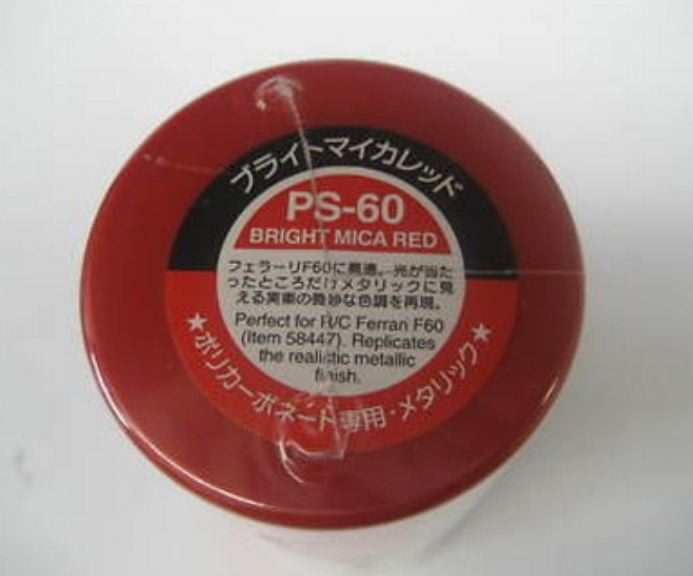 ブライトマイカレッド
PS-60
BRIGHT MICA RED
フェラーリF60に最適。光が当た
ったところだけメタリックに見
える実車の微妙な色調を再現。
Perfect for R/C Ferrari F60
(Item 58447). Replicates
the realistic metallic
finish.
★ポリカーボネート専用・メタリック★